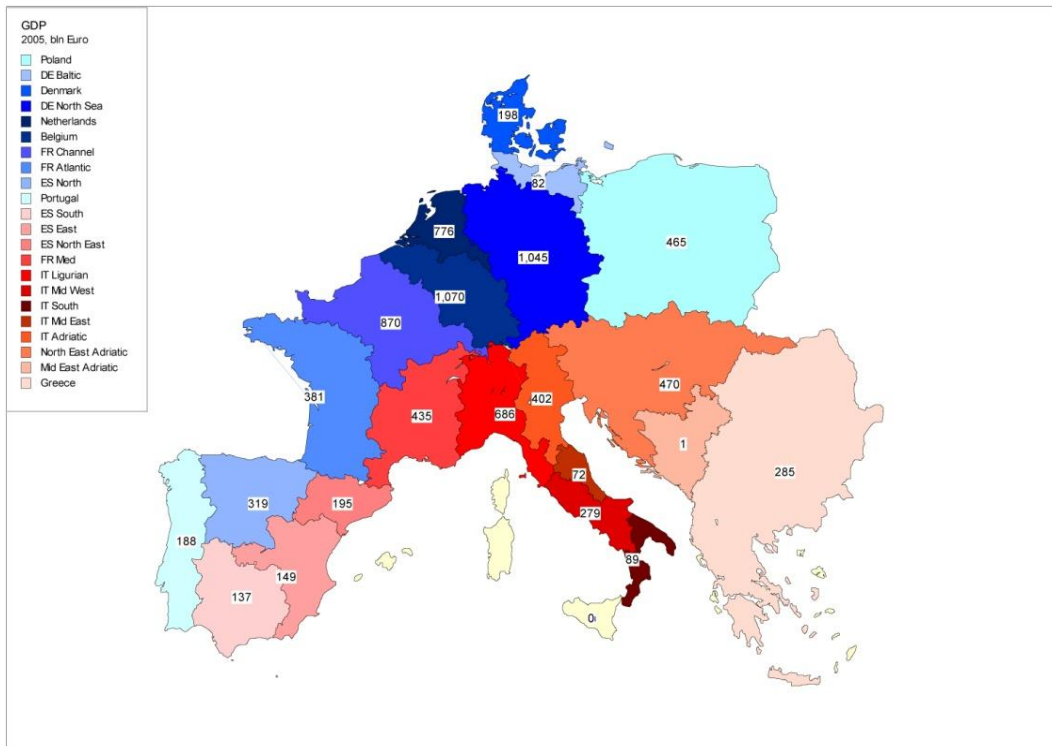 GDP
2005, bln Euro
Poland
DE Baltic
Denmark
DE North Sea
Netherlands
Belgium
FR Channel
FR Atlantic
ES North
Portugal
ES South
ES East
ES North East
FR Med
IT Ligurian
IT Mid West
IT South
IT Mid East
IT Adriatic
North East Adriatic
Mid East Adriatic
Greece
198
82
776
465
1,045
1,070
870
470
381
402
435
686
1
72
285
319
195
279
188
89
149
137
0